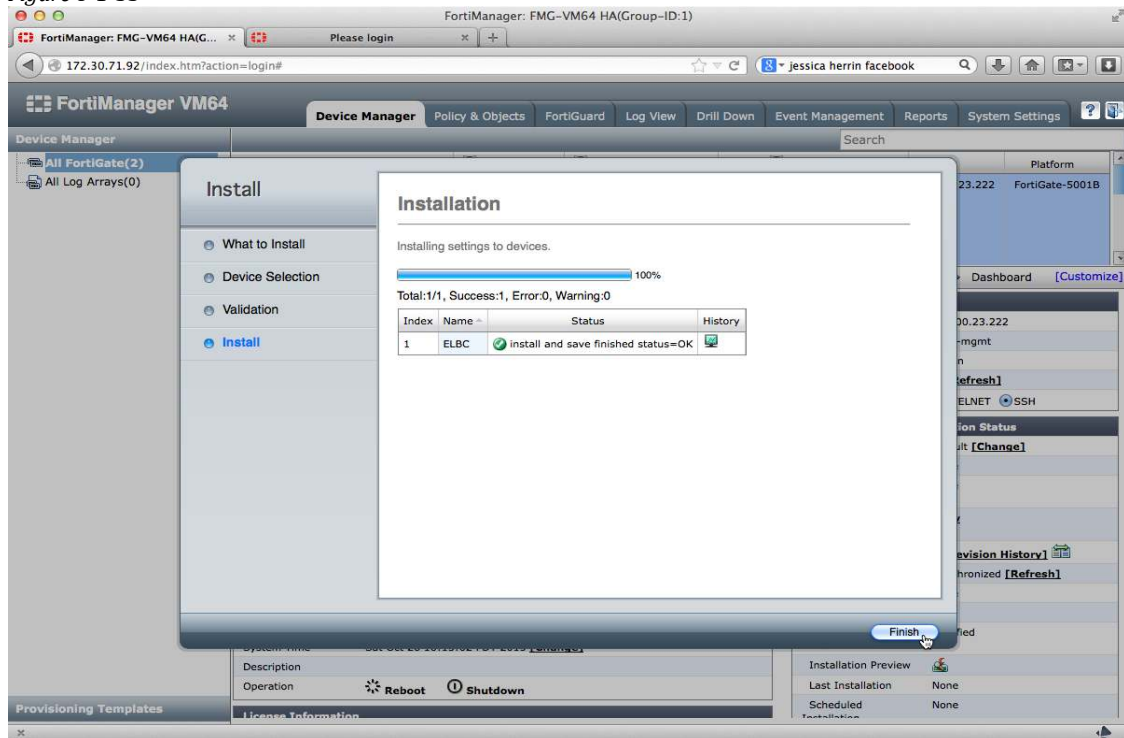 FortiManager: FMG-VM64 HA(Group-ID:1)
FortiManager: FMG-VM64 HA(G... × Please login × +
172.30.71.92/index.htm?action=login# jessica herrin facebook
FortiManager VM64
Device Manager Policy & Objects FortiGuard Log View Drill Down Event Management Reports System Settings ?
Device Manager Search
All FortiGate(2) Platform
All Log Arrays(0) 23.222 FortiGate-5001B
Install
Installation
What to Install Installing settings to devices.
Device Selection 100% Dashboard [Customize]
Total:1/1, Success:1, Error:0, Warning:0
Validation Index Name Status History 00.23.222
Install 1 ELBC install and save finished status=OK -mgmt
[Refresh]
ELNET SSH
ion Status
ult [Change]
evision History]
hronized [Refresh]
Finish fied
Description Installation Preview
Operation Reboot Shutdown Last Installation None
Provisioning Templates License Information Scheduled None
Installation
×